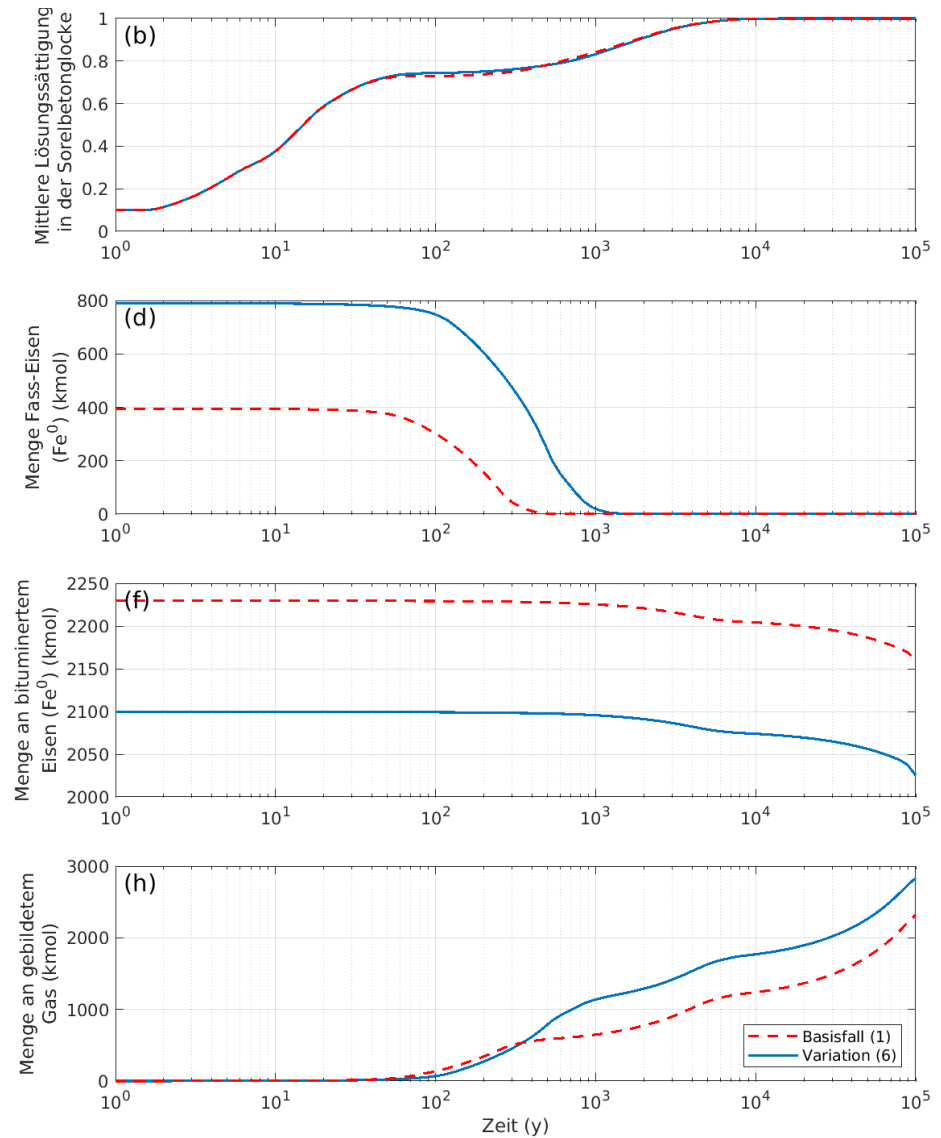 (b)
Mittlere Lösungssättigung
in der Sorelbetonglocke
1
0.8
0.6
0.4
0.2
0
10^0 10^1 10^2 10^3 10^4 10^5
(d)
Menge Fass-Eisen
(Fe^0) (kmol)
800
600
400
200
0
10^0 10^1 10^2 10^3 10^4 10^5
(f)
Menge an bituminertem
Eisen (Fe^0) (kmol)
2250
2200
2150
2100
2050
2000
10^0 10^1 10^2 10^3 10^4 10^5
(h)
Menge an gebildetem
Gas (kmol)
3000
2000
1000
0
Basisfall (1)
Variation (6)
10^0 10^1 10^2 10^3 10^4 10^5
Zeit (y)